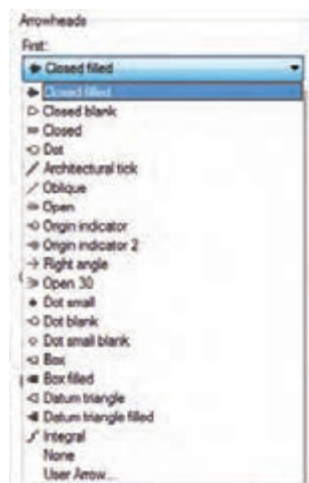 Arrowheads
First:
Closed filled
Closed filled
Closed blank
Closed
Dot
Architectural tick
Oblique
Open
Origin indicator
Origin indicator 2
Right angle
Open 30
Dot small
Dot blank
Dot small blank
Box
Box filled
Datum triangle
Datum triangle filled
Integral
None
User Arrow...